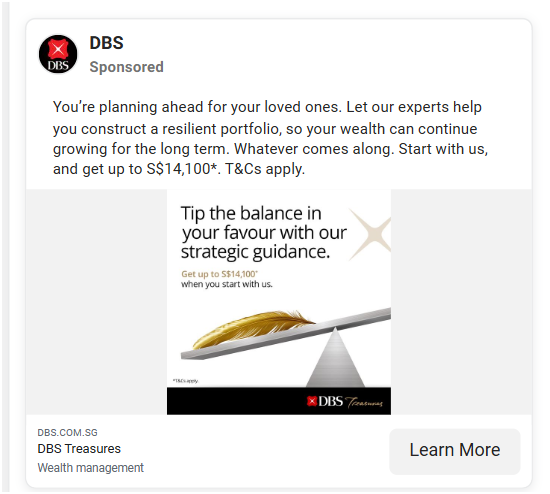 DBS
DBS
Sponsored
You’re planning ahead for your loved ones. Let our experts help
you construct a resilient portfolio, so your wealth can continue
growing for the long term. Whatever comes along. Start with us,
and get up to S$14,100*. T&Cs apply.
Tip the balance in
your favour with our
strategic guidance.
Get up to S$14,100*
when you start with us.
*T&Cs apply.
DBS Treasures
DBS.COM.SG
DBS Treasures
Wealth management
Learn More